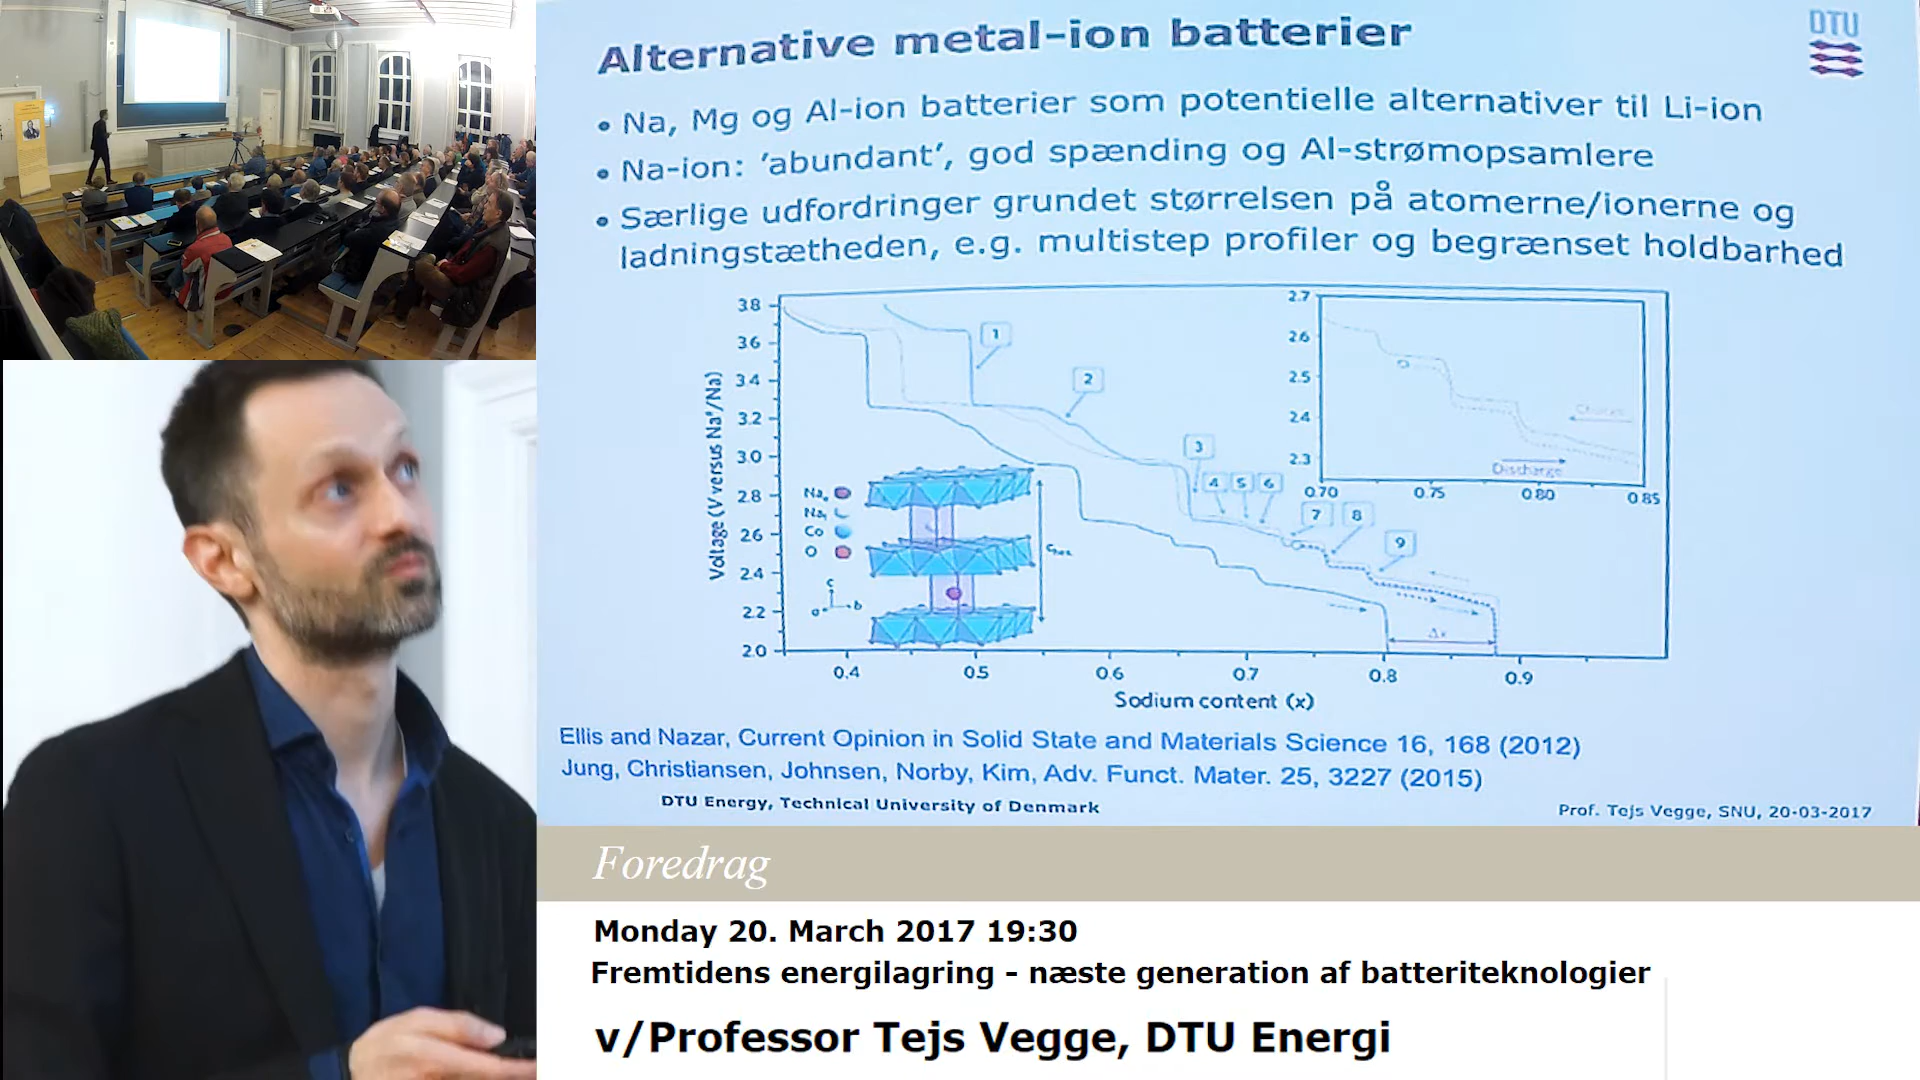 Alternative metal-ion batterier
DTU
• Na, Mg og Al-ion batterier som potentielle alternativer til Li-ion
• Na-ion: ’abundant’, god spænding og Al-strømopsamlere
• Særlige udfordringer grundet størrelsen på atomerne/ionerne og
ladningstætheden, e.g. multistep profiler og begrænset holdbarhed
Voltage (V versus Na⁺/Na)
3.8
3.6
3.4
3.2
3.0
2.8
2.6
2.4
2.2
2.0
0.4 0.5 0.6 0.7 0.8 0.9
Sodium content (x)
1
2
3
4 5 6
7 8
9
Co
O
c
a b
Δx
2.7
2.6
2.5
2.4
2.3
0.70 0.75 0.80 0.85
Charge
Discharge
Ellis and Nazar, Current Opinion in Solid State and Materials Science 16, 168 (2012)
Jung, Christiansen, Johnsen, Norby, Kim, Adv. Funct. Mater. 25, 3227 (2015)
DTU Energy, Technical University of Denmark
Prof. Tejs Vegge, SNU, 20-03-2017
Foredrag
Monday 20. March 2017 19:30
Fremtidens energilagring - næste generation af batteriteknologier
v/Professor Tejs Vegge, DTU Energi